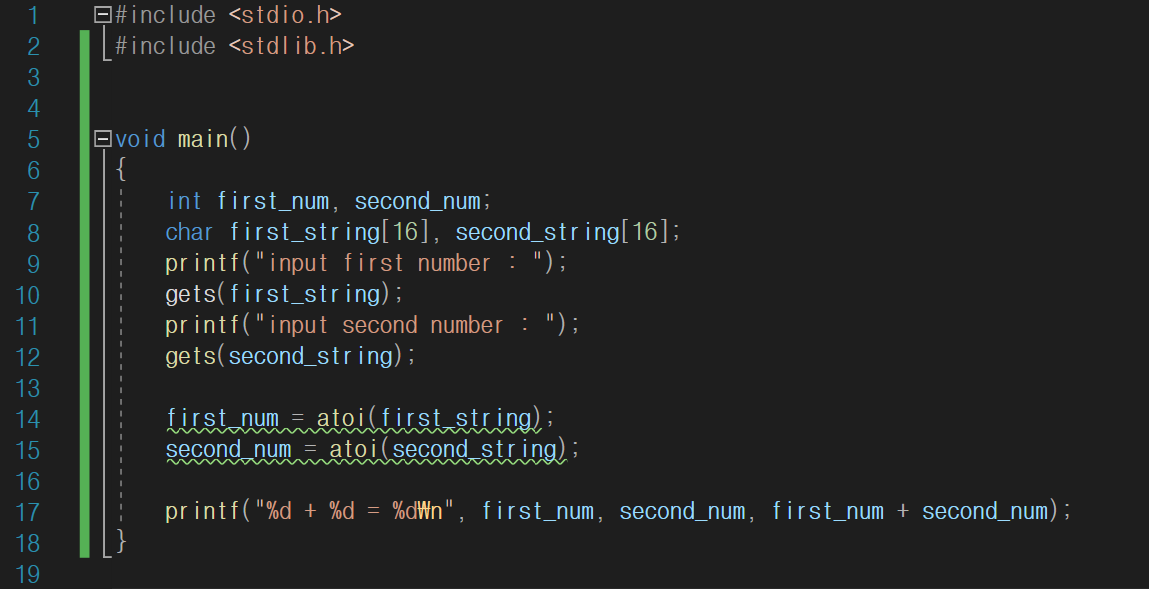 1 #include <stdio.h>
2 #include <stdlib.h>
3
4
5 void main()
6 {
7 int first_num, second_num;
8 char first_string[16], second_string[16];
9 printf("input first number : ");
10 gets(first_string);
11 printf("input second number : ");
12 gets(second_string);
13
14 first_num = atoi(first_string);
15 second_num = atoi(second_string);
16
17 printf("%d + %d = %d₩n", first_num, second_num, first_num + second_num);
18 }
19